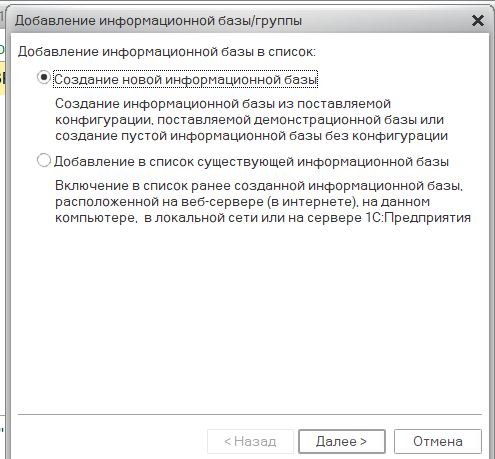 Добавление информационной базы/группы
Добавление информационной базы в список:
Создание новой информационной базы
Создание информационной базы из поставляемой
конфигурации, поставляемой демонстрационной базы или
создание пустой информационной базы без конфигурации
Добавление в список существующей информационной базы
Включение в список ранее созданной информационной базы,
расположенной на веб-сервере (в интернете), на данном
компьютере, в локальной сети или на сервере 1С:Предприятия
< Назад
Далее >
Отмена